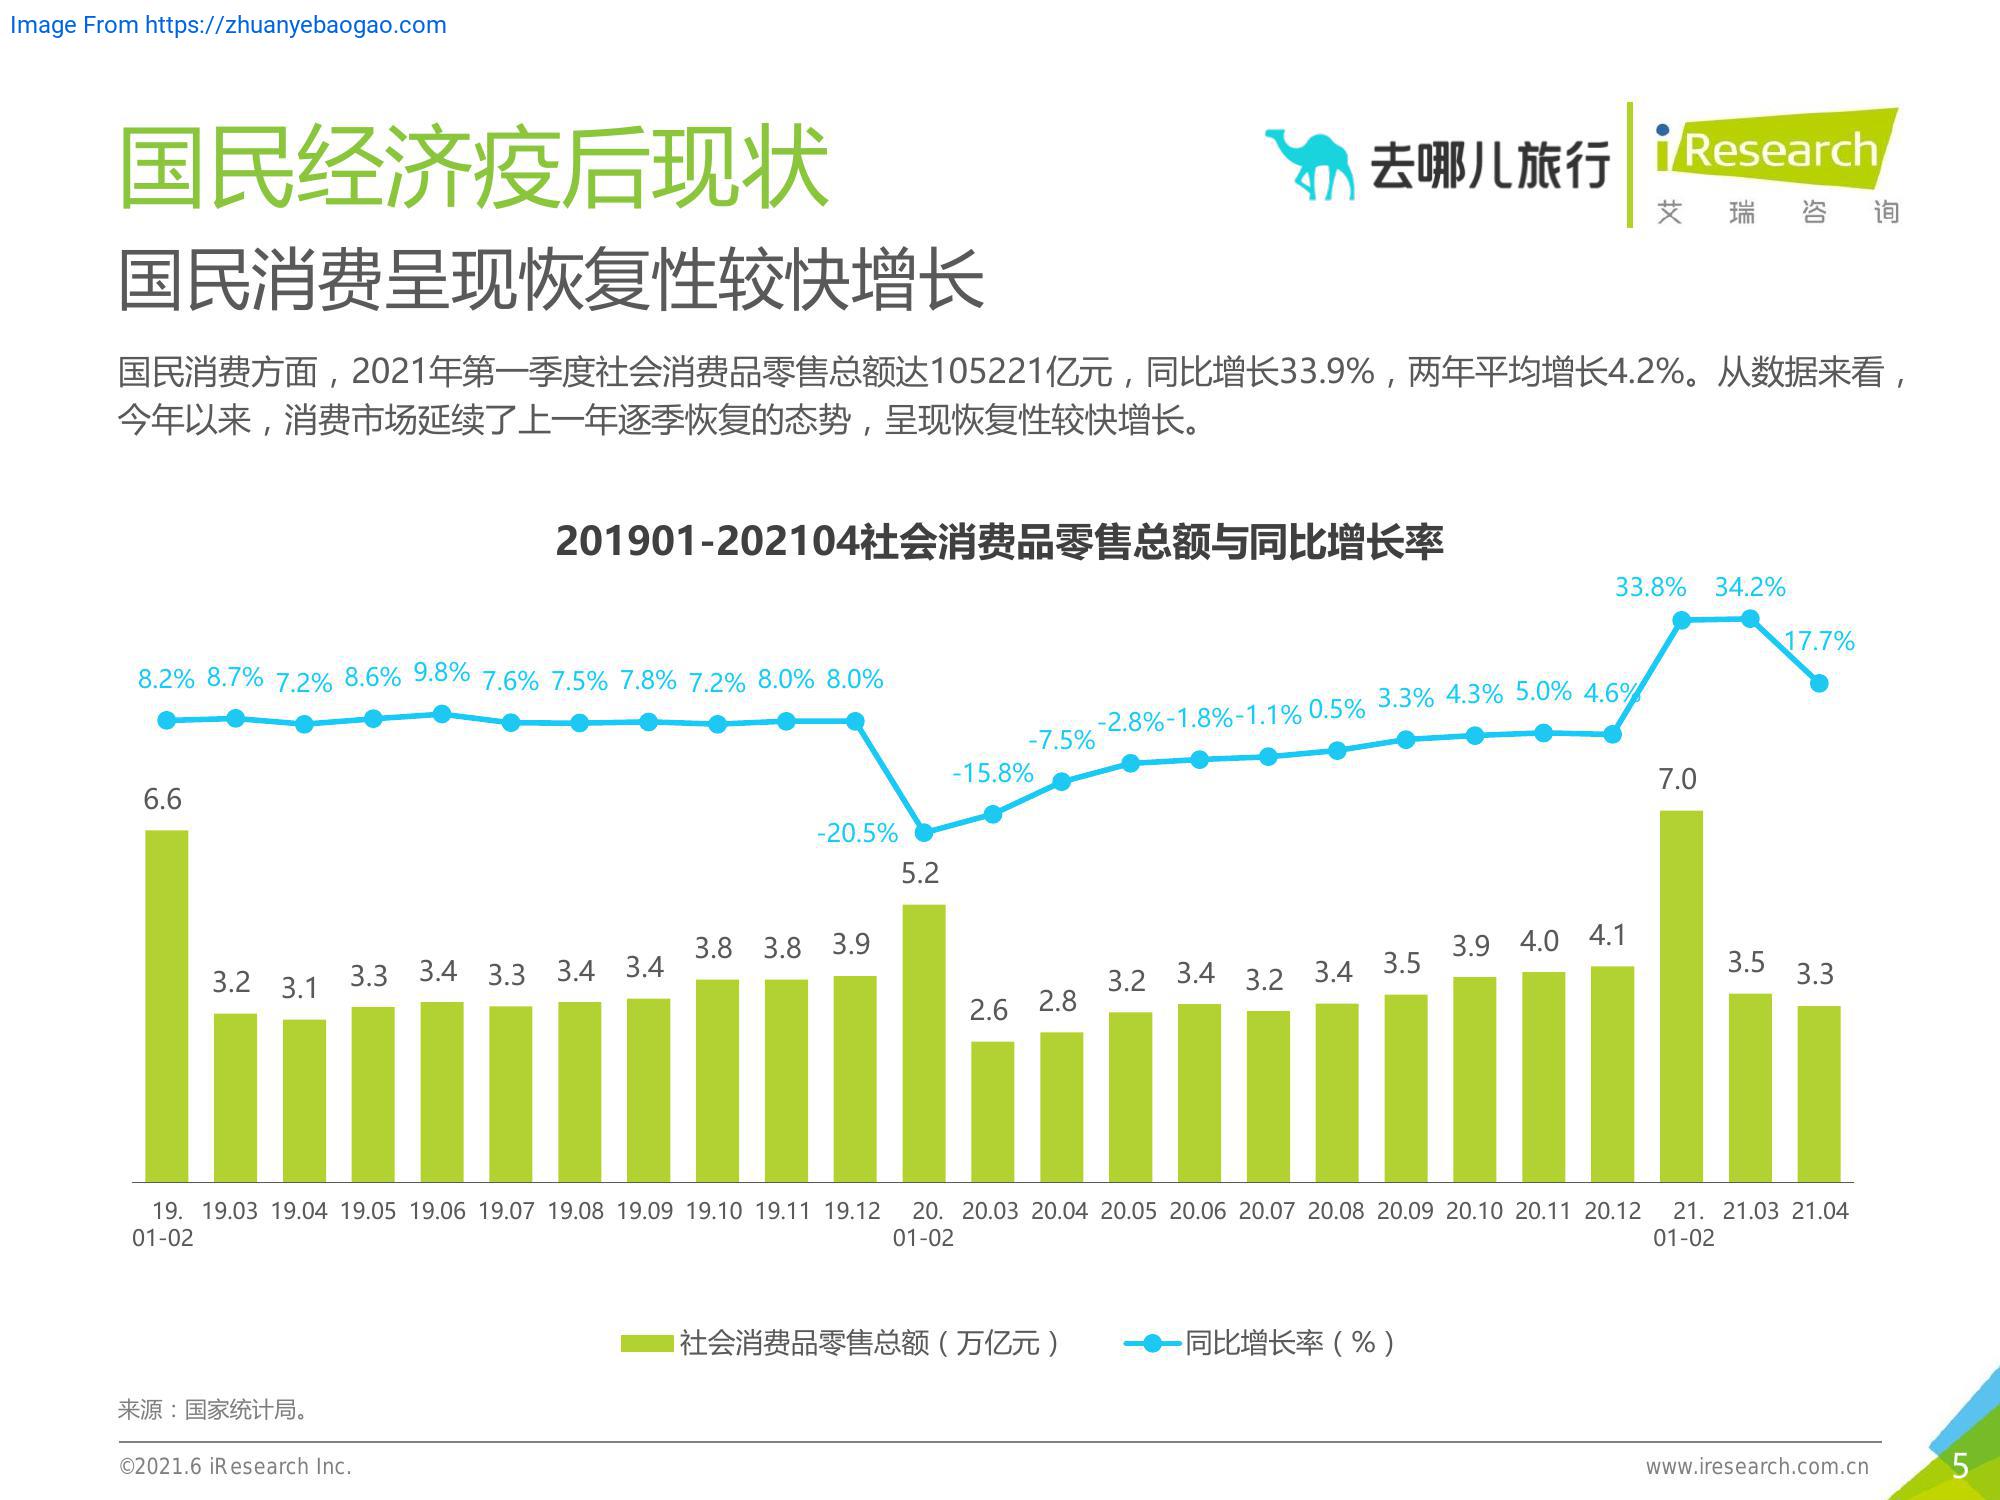 Image From https://zhuanyebaogao.com
国民经济疫后现状
去哪儿旅行
iResearch
艾瑞咨询
国民消费呈现恢复性较快增长
国民消费方面，2021年第一季度社会消费品零售总额达105221亿元，同比增长33.9%，两年平均增长4.2%。从数据来看，
今年以来，消费市场延续了上一年逐季恢复的态势，呈现恢复性较快增长。
201901-202104社会消费品零售总额与同比增长率
8.2% 8.7% 7.2% 8.6% 9.8% 7.6% 7.5% 7.8% 7.2% 8.0% 8.0% -20.5% -15.8% -7.5% -2.8% -1.8% -1.1% 0.5% 3.3% 4.3% 5.0% 4.6% 33.8% 34.2% 17.7%
6.6 3.2 3.1 3.3 3.4 3.3 3.4 3.4 3.8 3.8 3.9 5.2 2.6 2.8 3.2 3.4 3.2 3.4 3.5 3.9 4.0 4.1 7.0 3.5 3.3
19. 19.03 19.04 19.05 19.06 19.07 19.08 19.09 19.10 19.11 19.12 20. 20.03 20.04 20.05 20.06 20.07 20.08 20.09 20.10 20.11 20.12 21. 21.03 21.04
01-02 01-02 01-02
社会消费品零售总额（万亿元） 同比增长率（%）
来源：国家统计局。
©2021.6 iResearch Inc. www.iresearch.com.cn 5